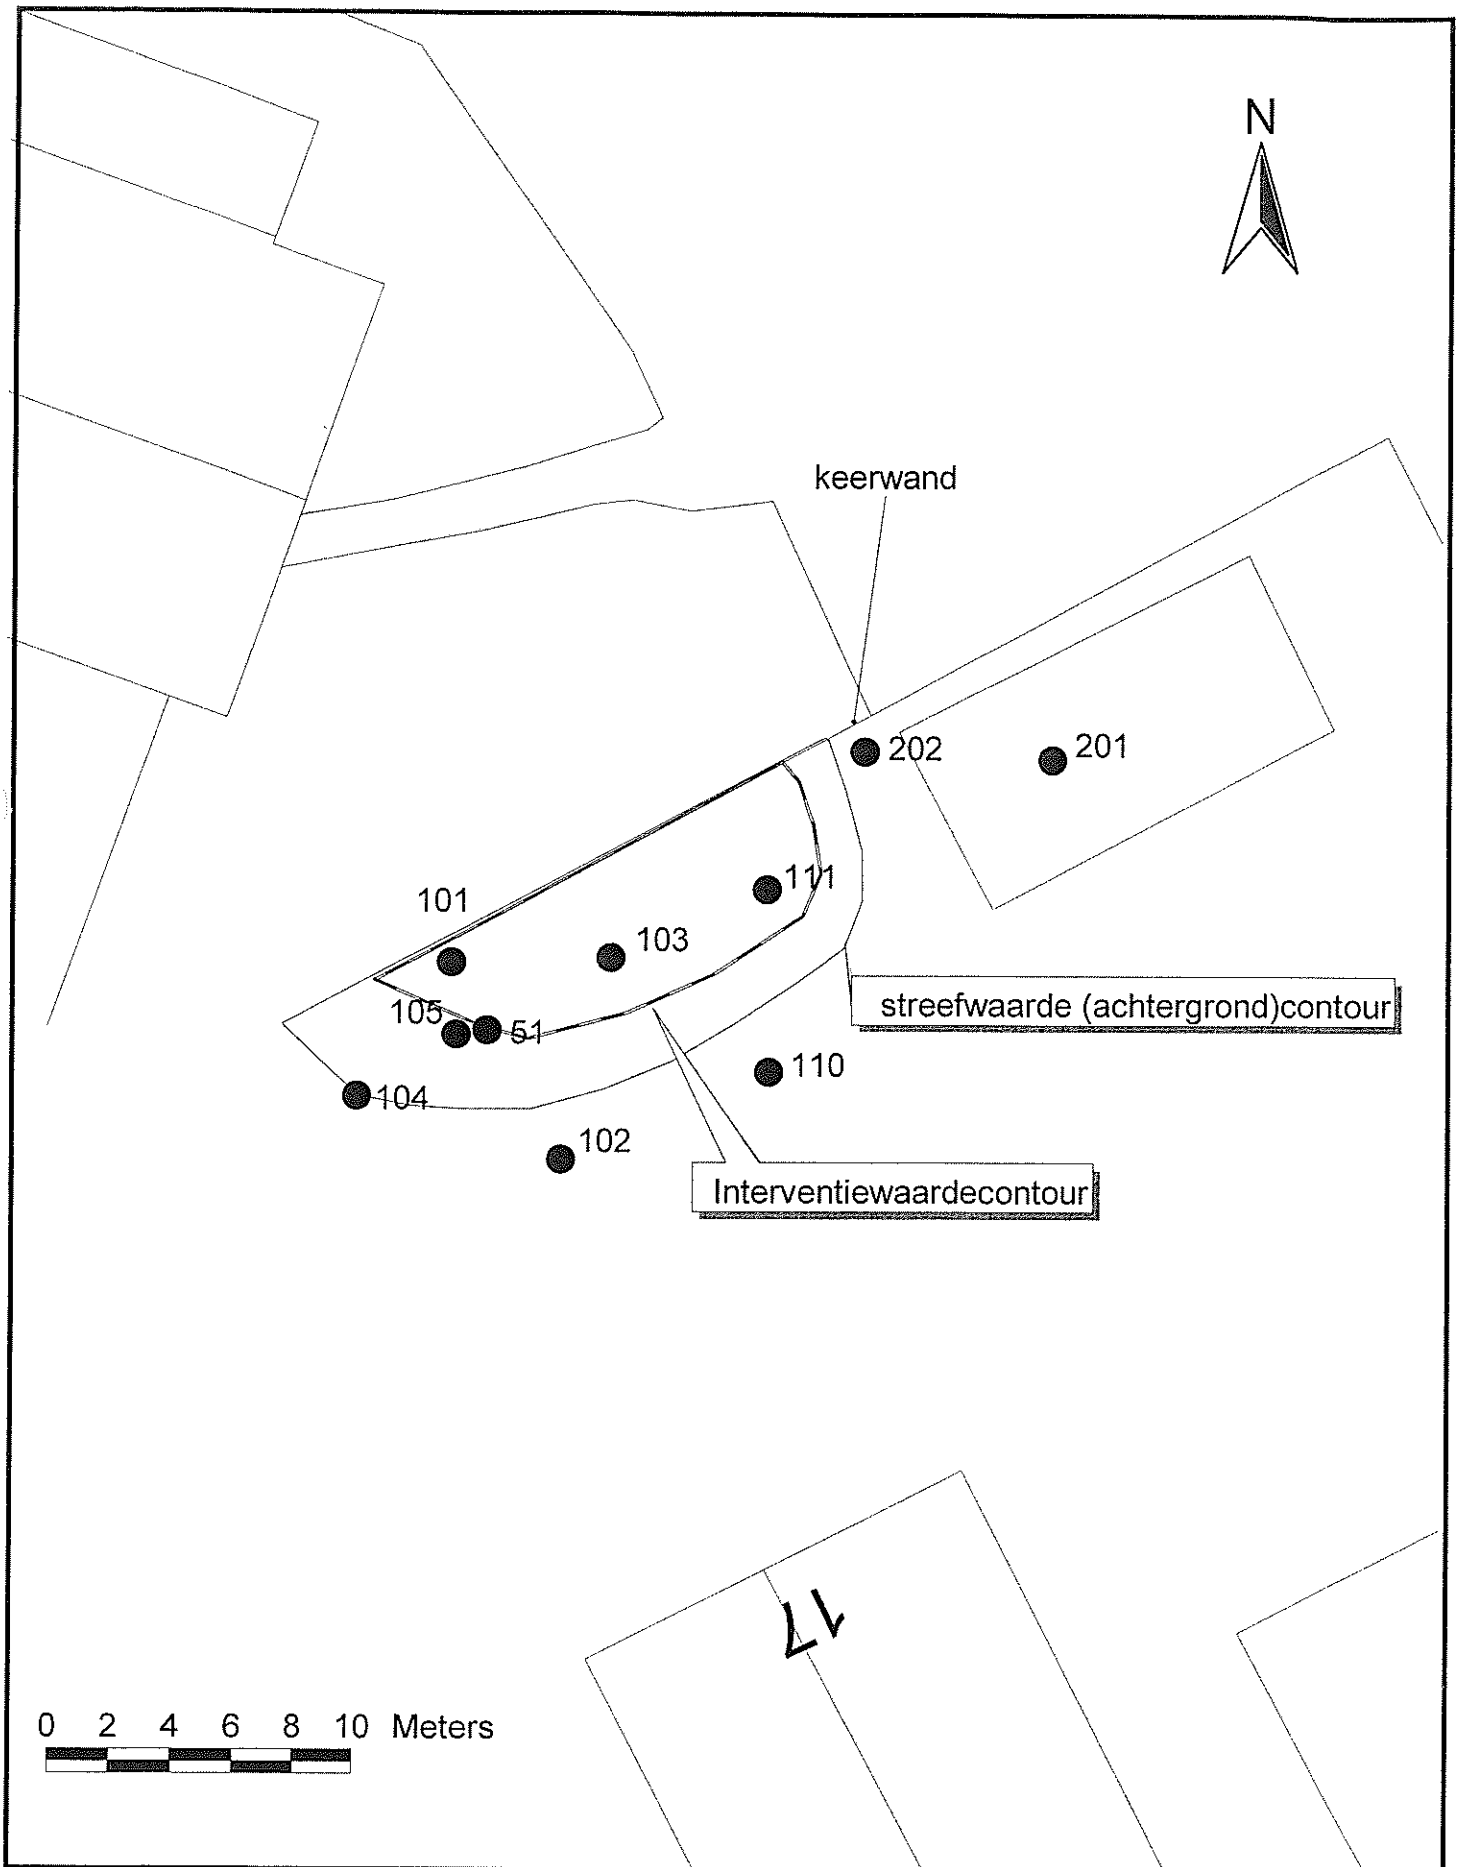 N
keerwand
202
201
101
111
103
105
51
streefwaarde (achtergrond)contour
110
104
102
Interventiewaardecontour
17
0 2 4 6 8 10 Meters